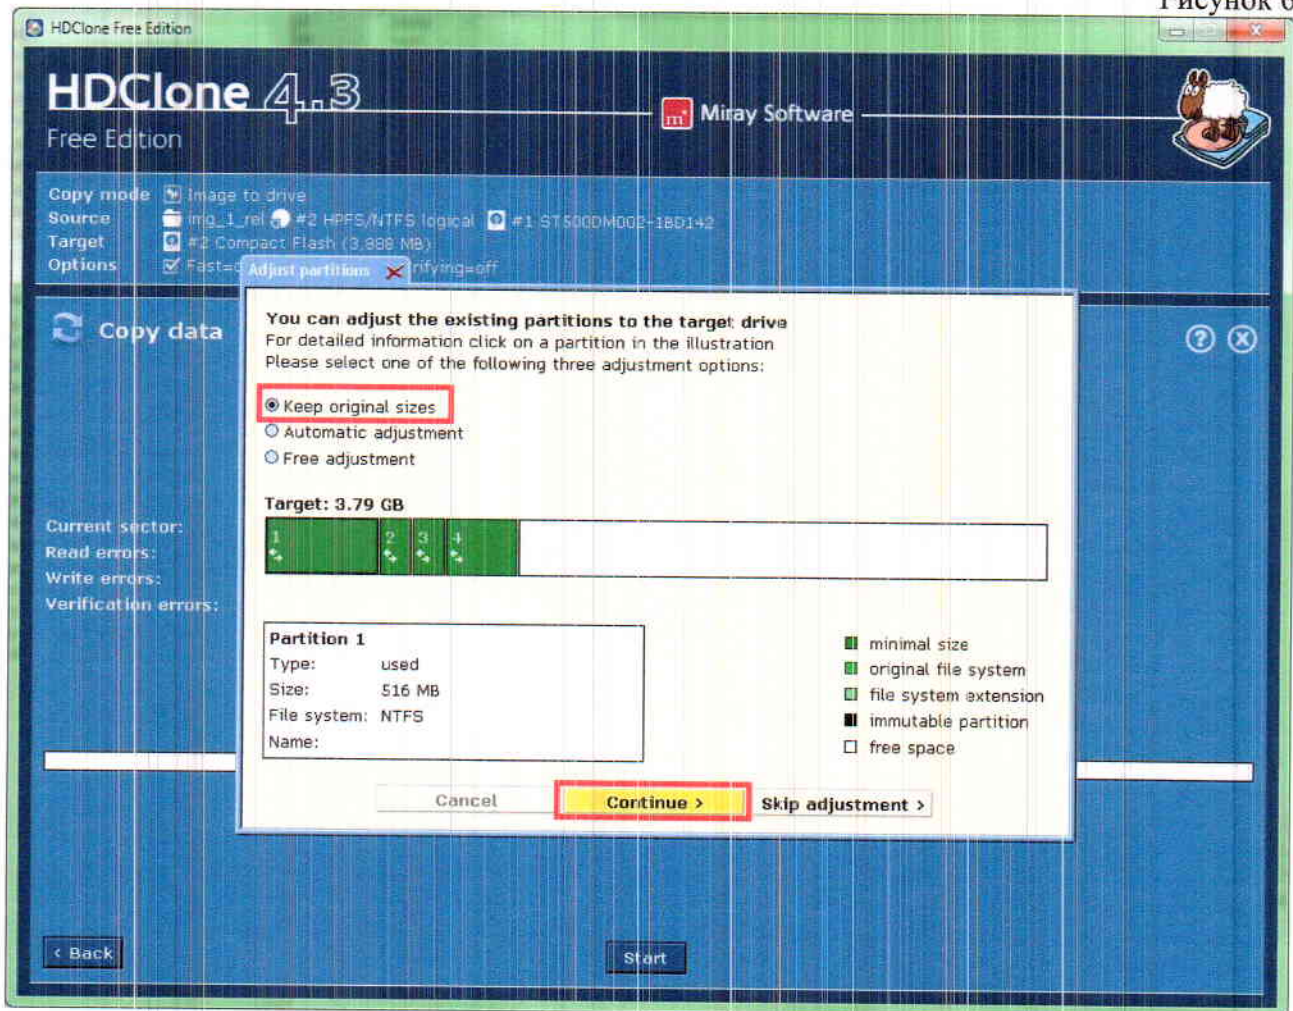 Рисунок 6
HDClone Free Edition
HDClone 4.3
Free Edition
Miray Software
Copy mode Image to drive
Source img_1_rel #2 HPFS/NTFS logical #1 ST500DM002-1BD142
Target #2 Compact Flash (3,888 MB)
Options Fast= rifying=off
Adjust partitions
Copy data
You can adjust the existing partitions to the target drive
For detailed information click on a partition in the illustration
Please select one of the following three adjustment options:
Keep original sizes
Automatic adjustment
Free adjustment
Target: 3.79 GB
1 2 3 4
Current sector:
Read errors:
Write errors:
Verification errors:
Partition 1
Type: used
Size: 516 MB
File system: NTFS
Name:
minimal size
original file system
file system extension
immutable partition
free space
Cancel Continue > Skip adjustment >
< Back
Start